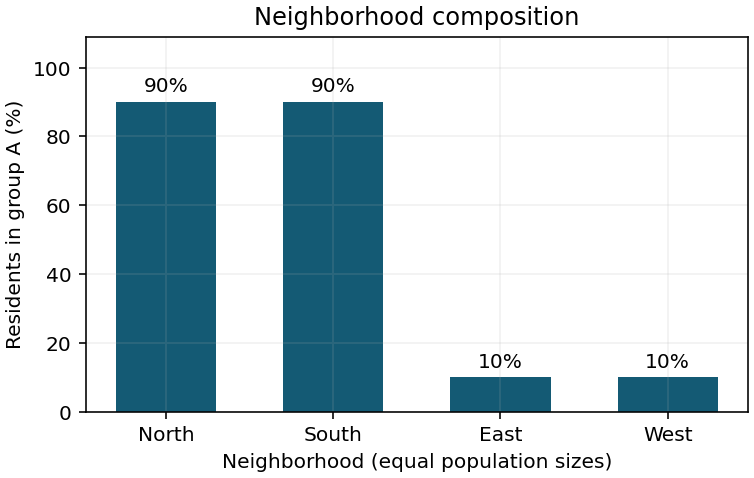 Neighborhood composition
Residents in group A (%)
100
80
60
40
20
0
90%
90%
10%
10%
North
South
East
West
Neighborhood (equal population sizes)